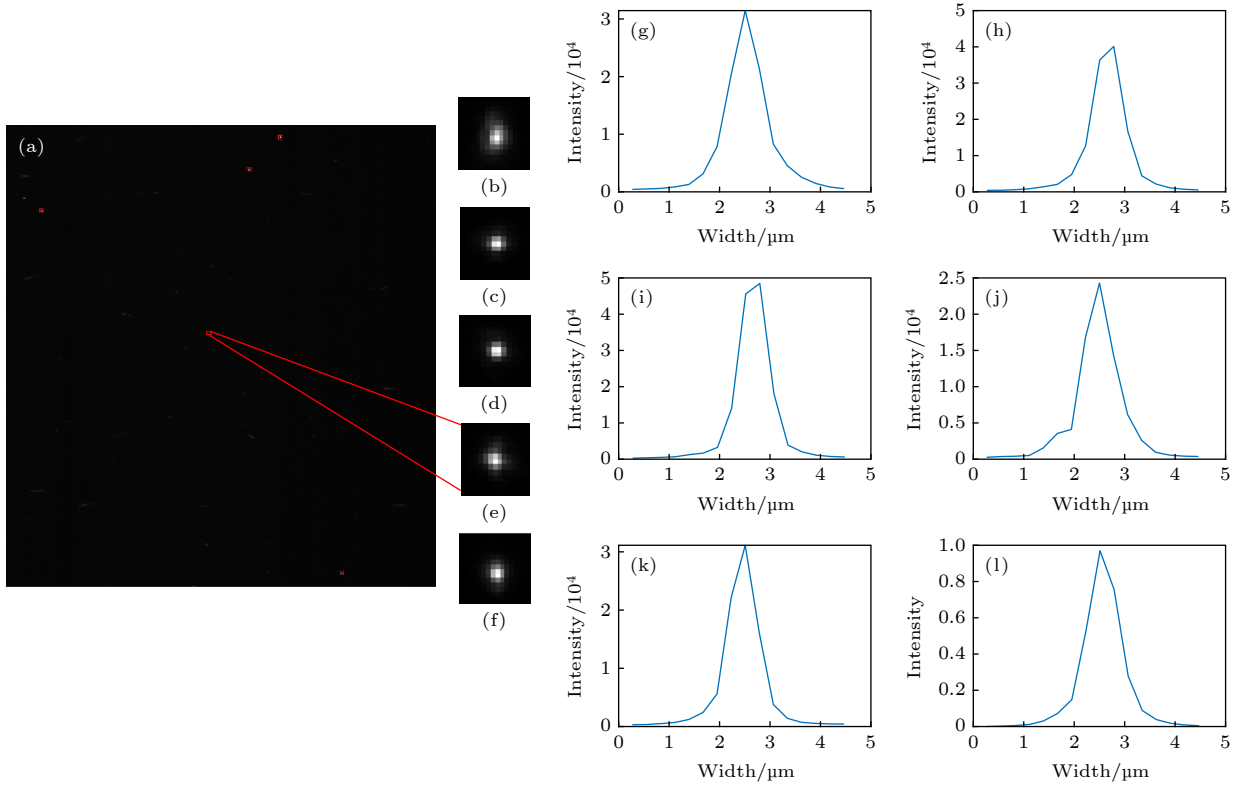 (a)
(b)
(c)
(d)
(e)
(f)
(g)
Intensity/10⁴
3
2
1
0
0 1 2 3 4 5
Width/µm
(h)
Intensity/10⁴
5
4
3
2
1
0
0 1 2 3 4 5
Width/µm
(i)
Intensity/10⁴
5
4
3
2
1
0
0 1 2 3 4 5
Width/µm
(j)
Intensity/10⁴
2.5
2.0
1.5
1.0
0.5
0
0 1 2 3 4 5
Width/µm
(k)
Intensity/10⁴
3
2
1
0
0 1 2 3 4 5
Width/µm
(l)
Intensity
1.0
0.8
0.6
0.4
0.2
0
0 1 2 3 4 5
Width/µm